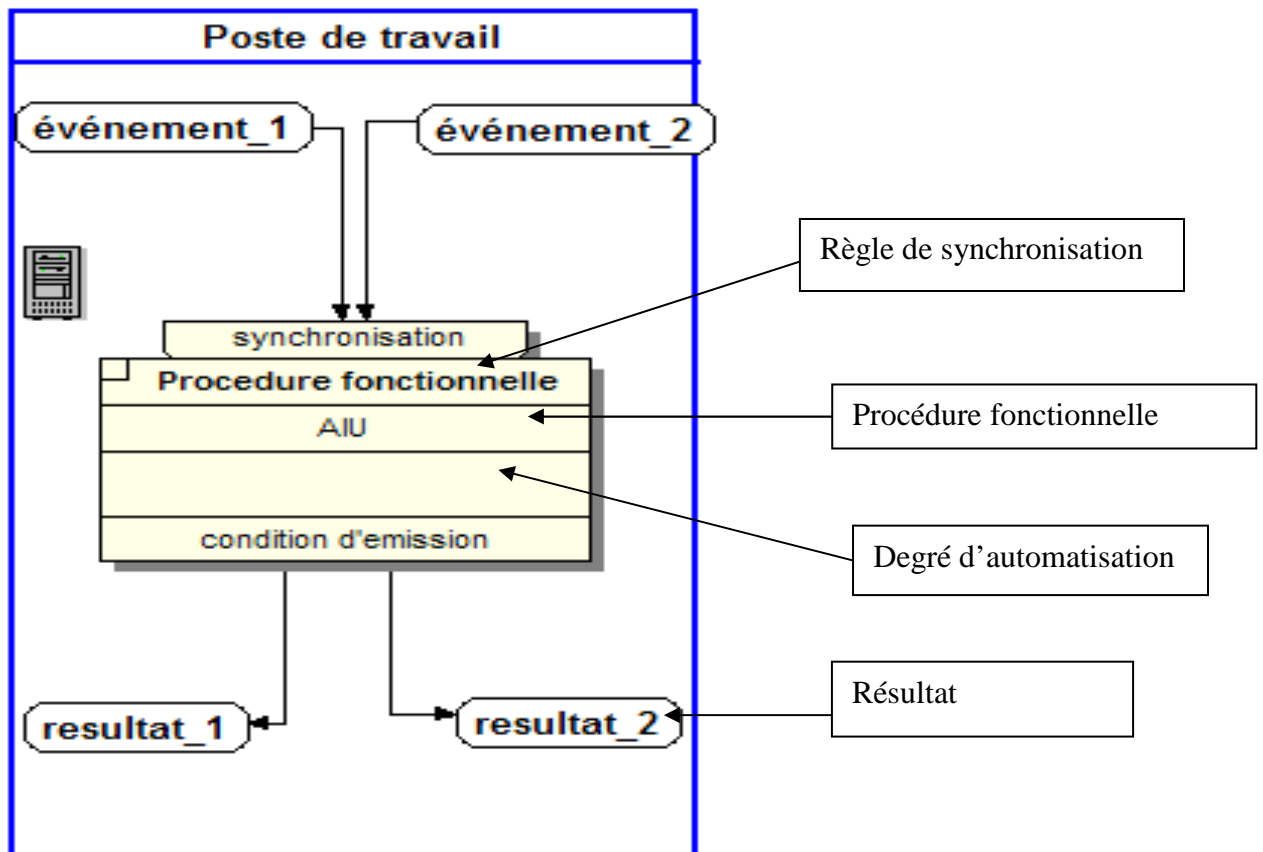 Poste de travail
événement_1
événement_2
Règle de synchronisation
synchronisation
Procedure fonctionnelle
AIU
Procédure fonctionnelle
condition d'emission
Degré d’automatisation
resultat_1
resultat_2
Résultat